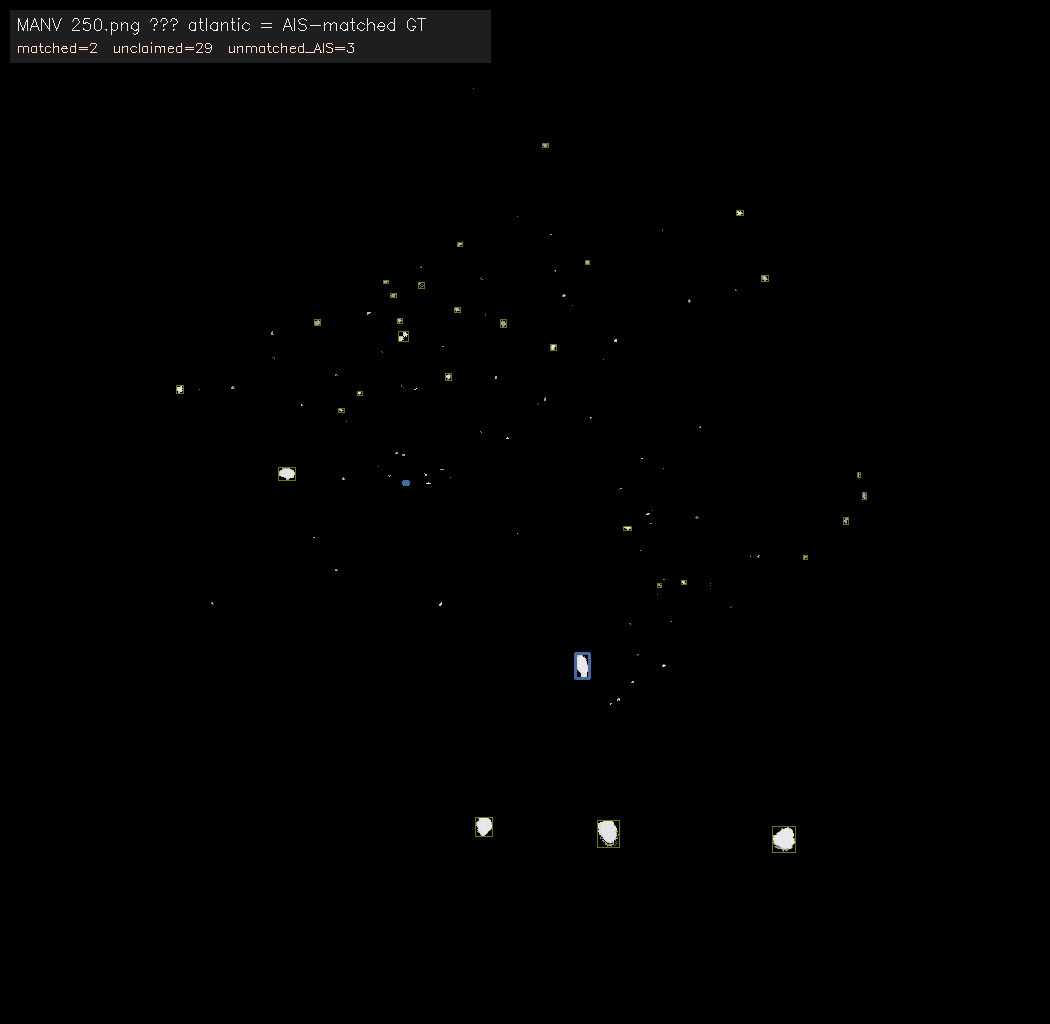 MANV 250.png ??? atlantic = AIS-matched GT
matched=2 unclaimed=29 unmatched_AIS=3